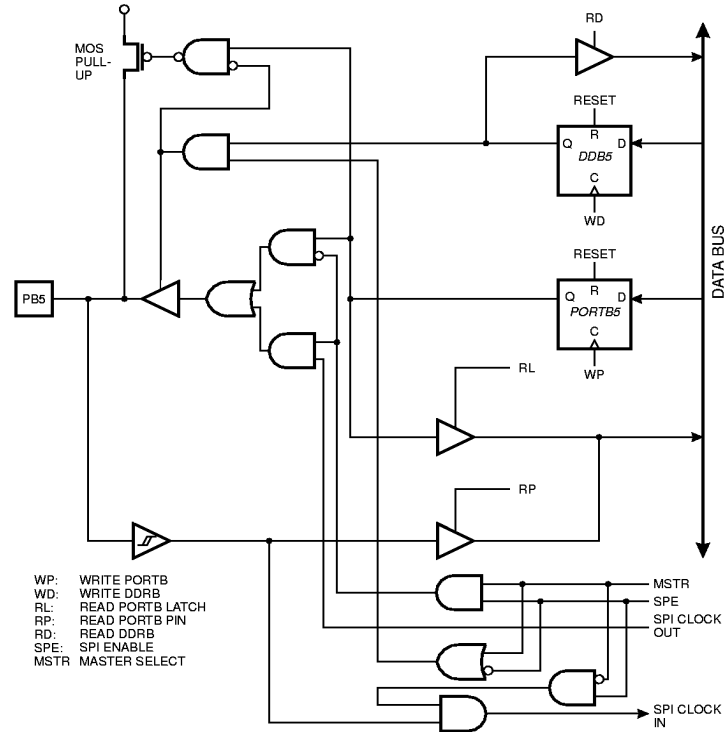 RD
MOS
PULL-
UP
RESET
R
Q
D
DDB5
C
WD
RESET
R
Q
D
PORTB5
C
WP
PB5
DATA BUS
RL
RP
WP: WRITE PORTB
WD: WRITE DDRB
RL: READ PORTB LATCH
RP: READ PORTB PIN
RD: READ DDRB
SPE: SPI ENABLE
MSTR MASTER SELECT
MSTR
SPE
SPI CLOCK
OUT
SPI CLOCK
IN